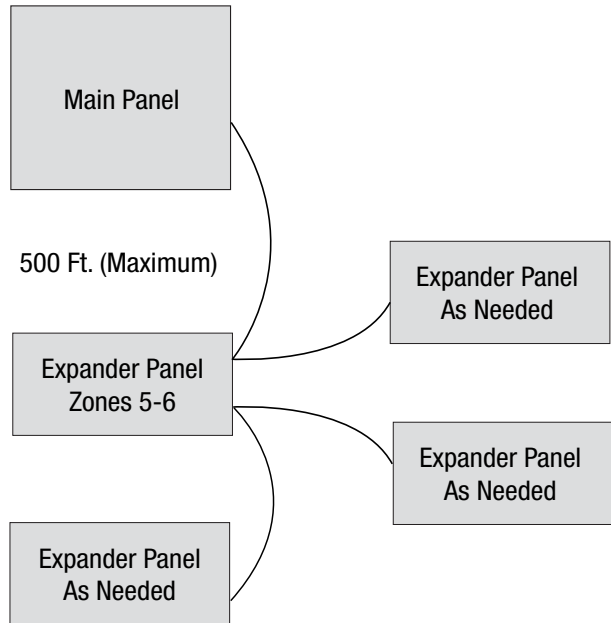 Main Panel
500 Ft. (Maximum)
Expander Panel
As Needed
Expander Panel
Zones 5-6
Expander Panel
As Needed
Expander Panel
As Needed